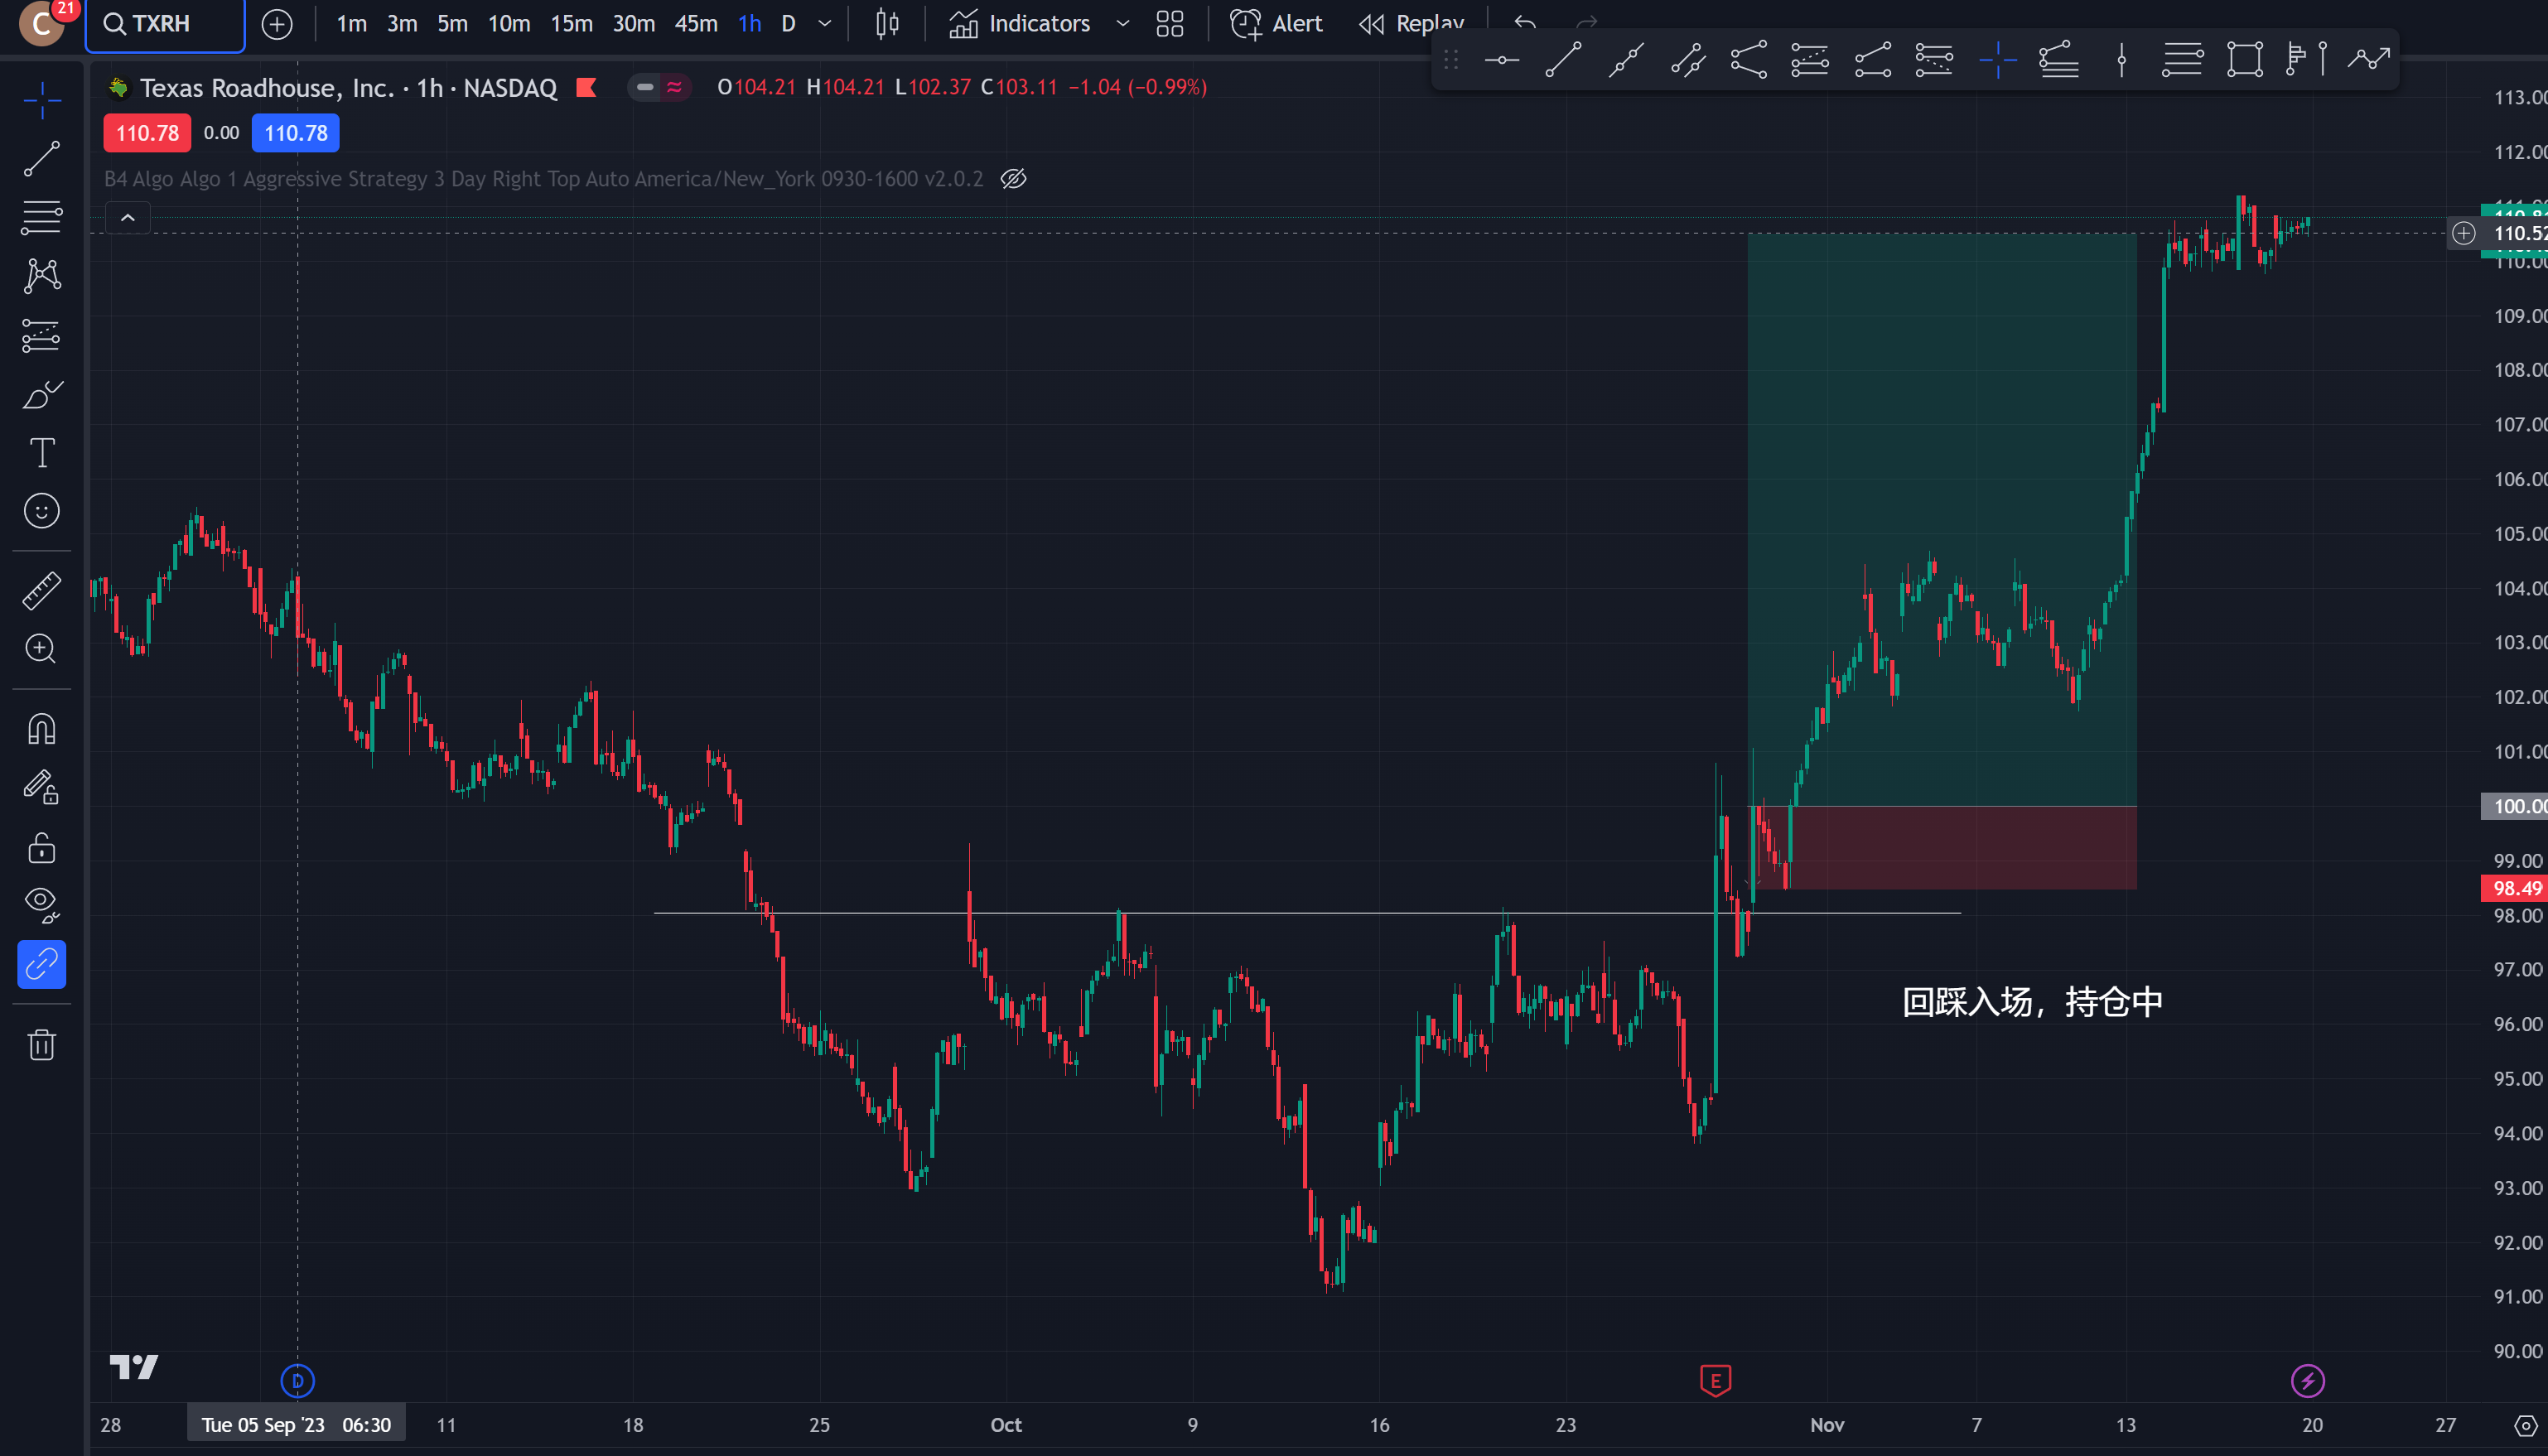 C
21
TXRH
1m 3m 5m 10m 15m 30m 45m 1h D
Indicators
Alert
Replay
Texas Roadhouse, Inc. · 1h · NASDAQ
O104.21 H104.21 L102.37 C103.11 −1.04 (−0.99%)
110.78 0.00 110.78
B4 Algo Algo 1 Aggressive Strategy 3 Day Right Top Auto America/New_York 0930-1600 v2.0.2
113.00
112.00
110.52
110.00
109.00
108.00
107.00
106.00
105.00
104.00
103.00
102.00
101.00
100.00
99.00
98.49
98.00
97.00
回踩入场，持仓中
96.00
95.00
94.00
93.00
92.00
91.00
90.00
D
E
28 Tue 05 Sep '23 06:30 11 18 25 Oct 9 16 23 Nov 7 13 20 27